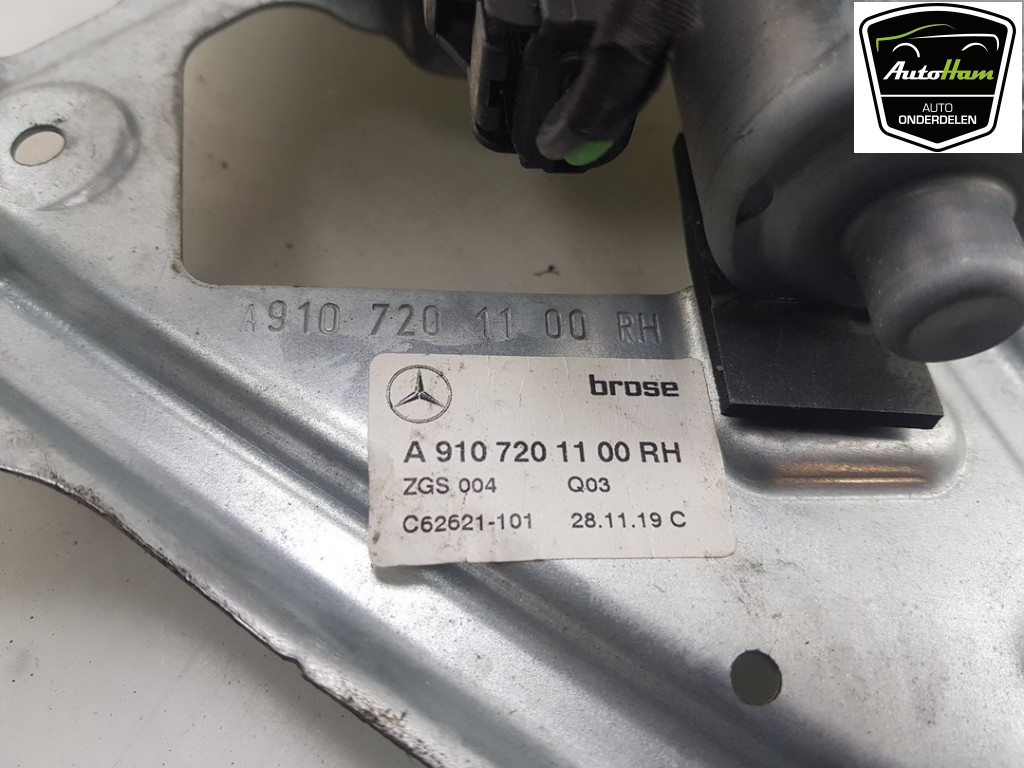 AutoHam
AUTO
ONDERDELEN
A910 720 11 00 RH
brose
A 910 720 11 00 RH
ZGS 004 Q03
C62621-101 28.11.19 C